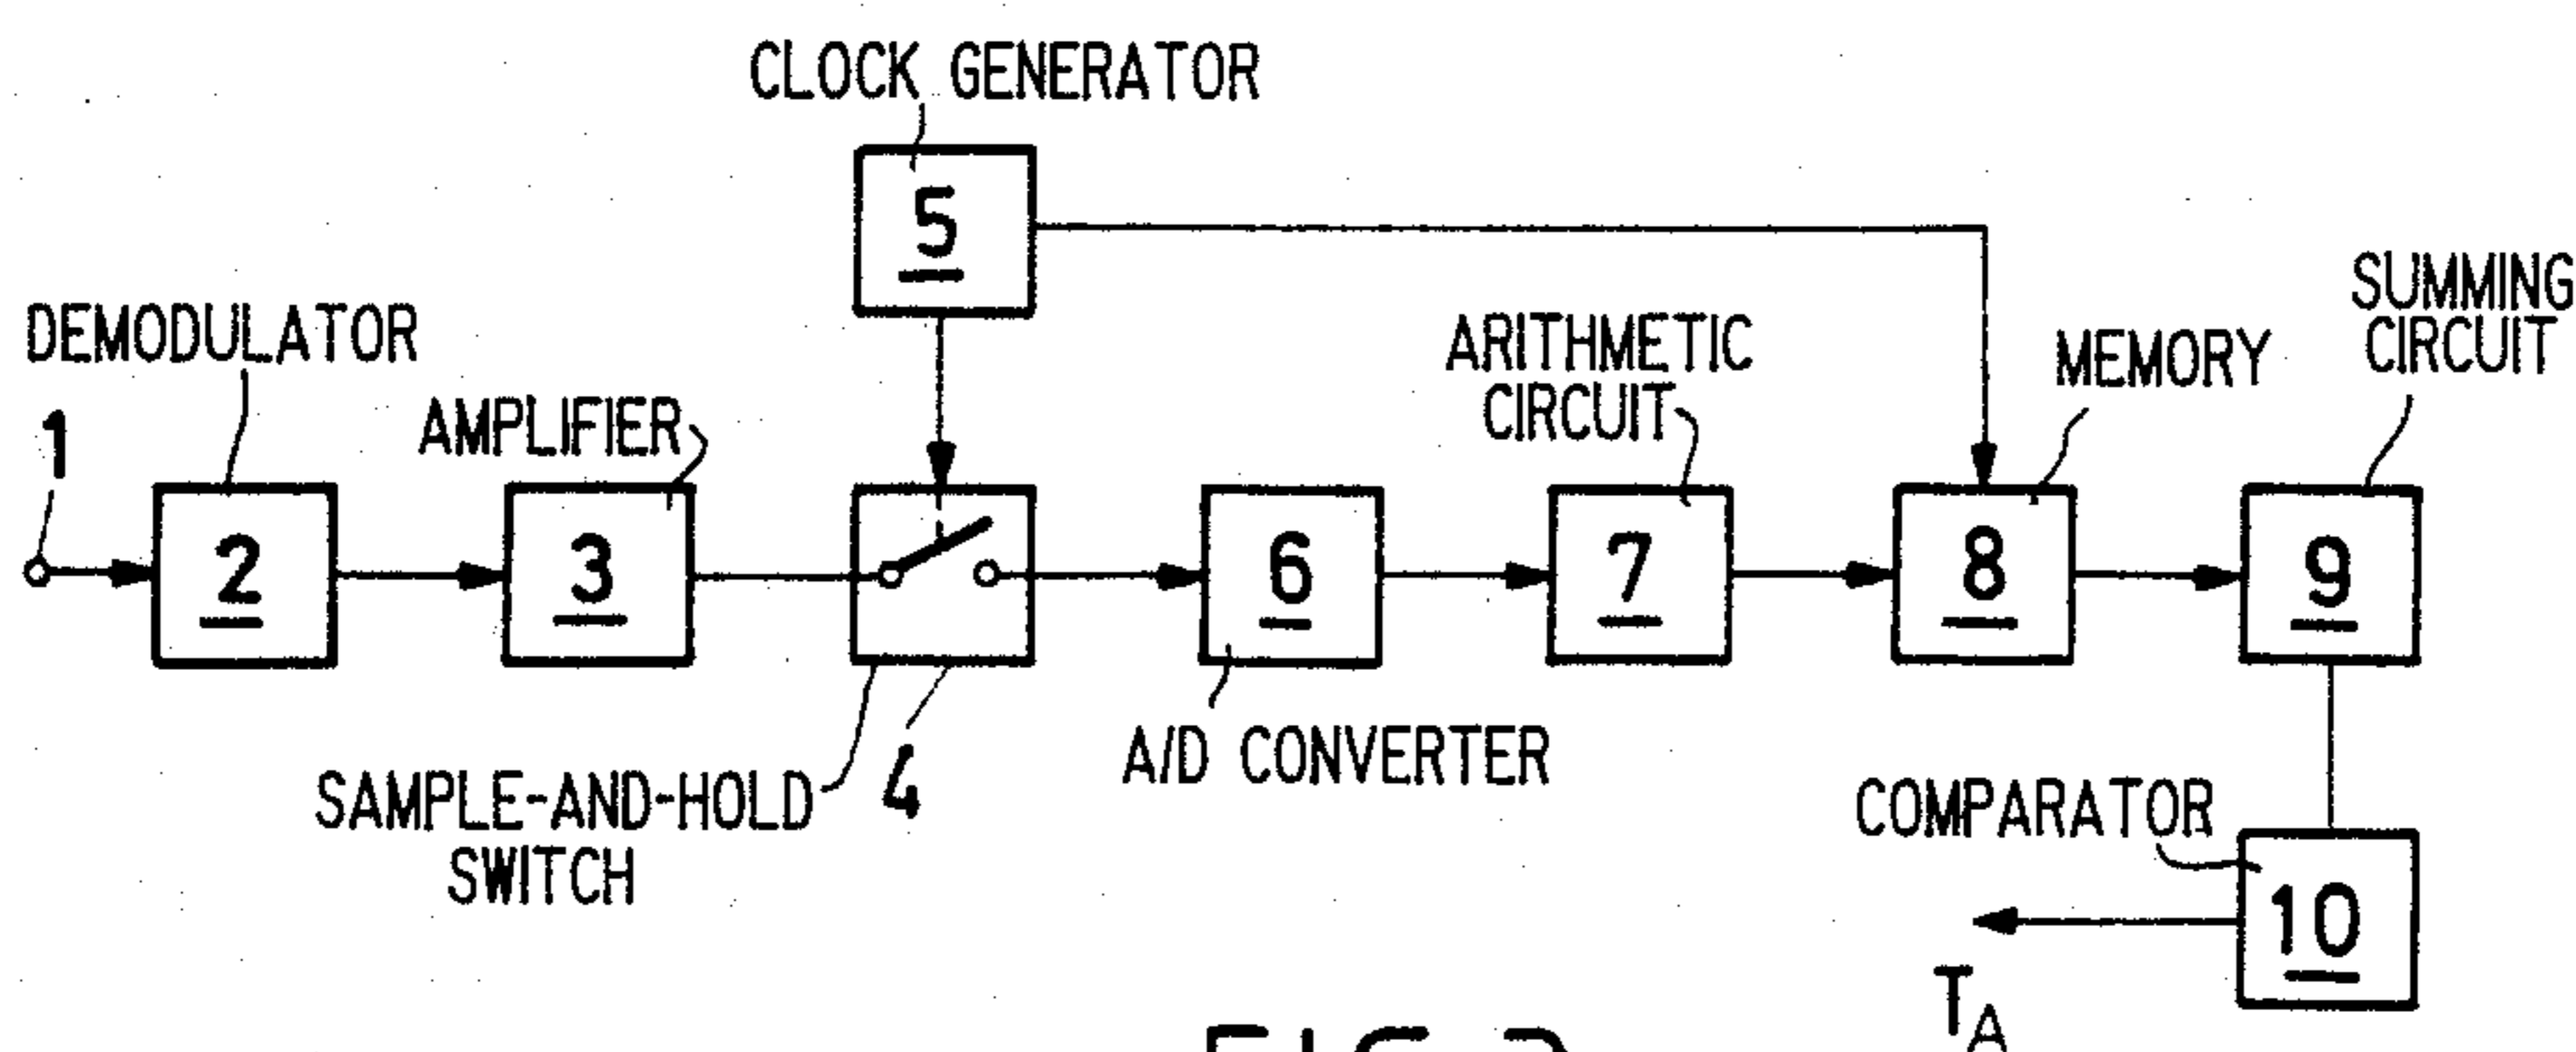 CLOCK GENERATOR
5
DEMODULATOR
1
AMPLIFIER
ARITHMETIC
CIRCUIT
MEMORY
SUMMING
CIRCUIT
2
3
6
7
8
9
SAMPLE-AND-HOLD
SWITCH
4
A/D CONVERTER
COMPARATOR
10
TA